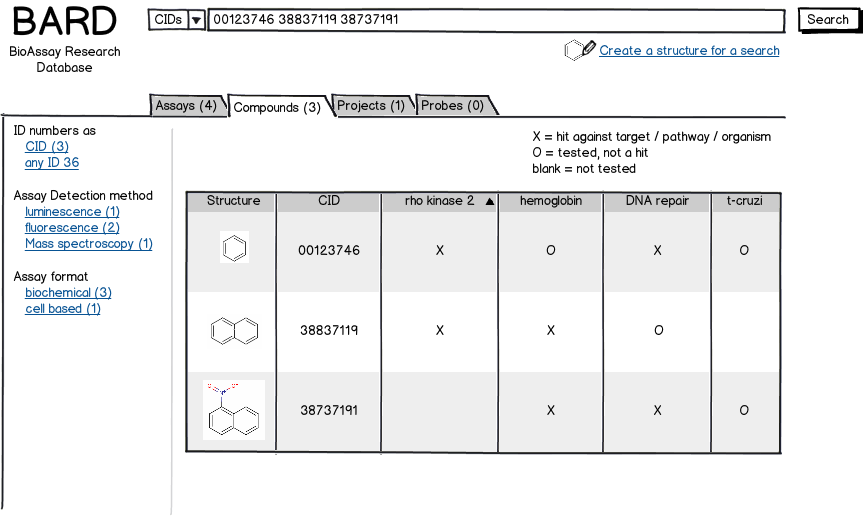 BARD
BioAssay Research
Database
CIDs
00123746 38837119 38737191
Search
Create a structure for a search
Assays (4)
Compounds (3)
Projects (1)
Probes (0)
ID numbers as
CID (3)
any ID 36
Assay Detection method
luminescence (1)
fluorescence (2)
Mass spectroscopy (1)
Assay format
biochemical (3)
cell based (1)
X = hit against target / pathway / organism
O = tested, not a hit
blank = not tested
Structure CID rho kinase 2 hemoglobin DNA repair t-cruzi
00123746 X O X O
38837119 X X O
38737191 X X O